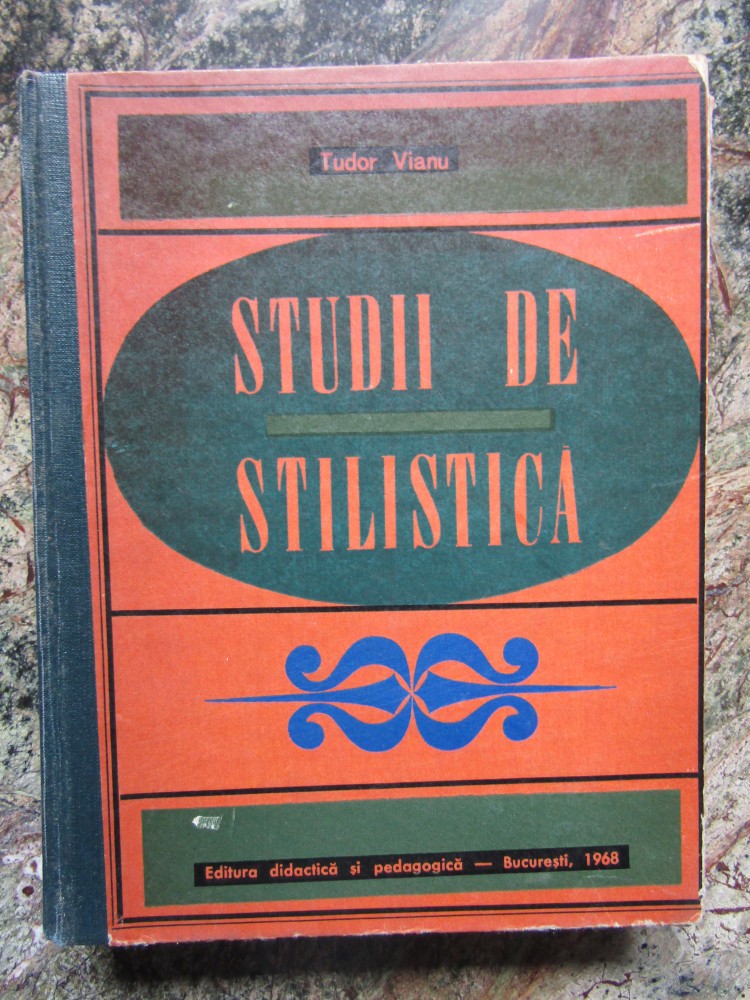 Tudor Vianu
STUDII DE
STILISTICĂ
Editura didactică și pedagogică — București, 1968